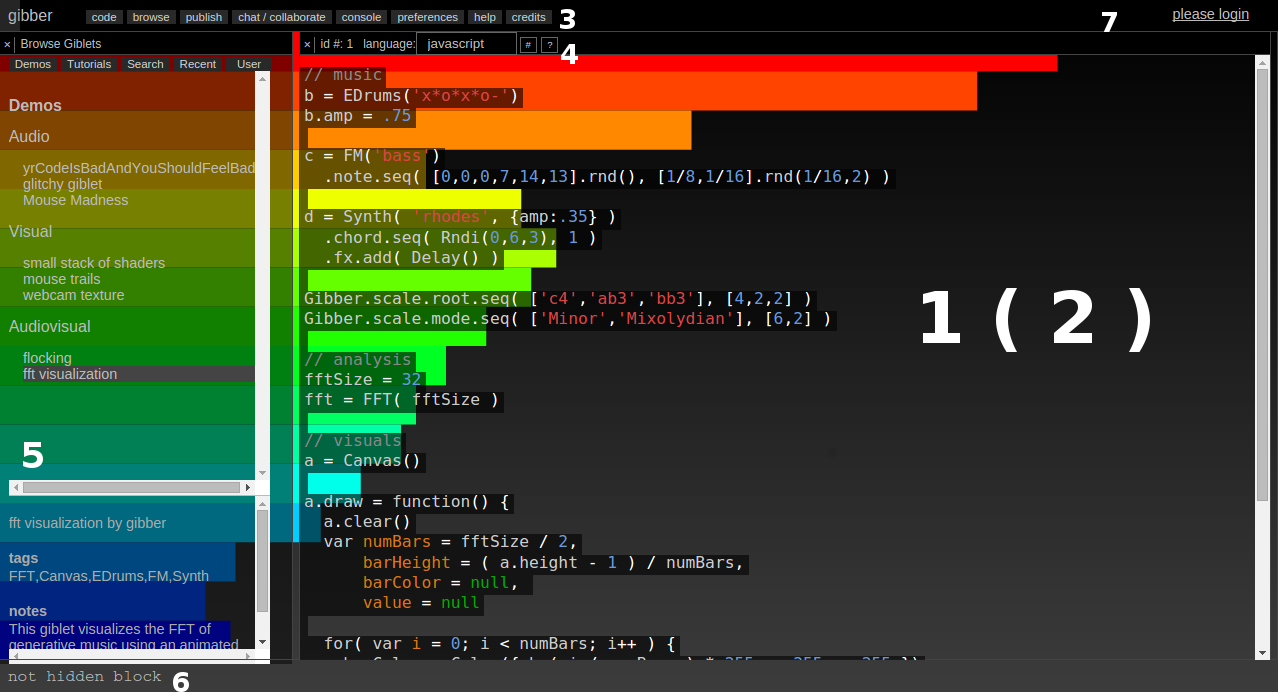 gibber
code browse publish chat / collaborate console preferences help credits 3
7 please login
× Browse Giblets
× id #: 1 language: javascript # ? 4
Demos Tutorials Search Recent User
Demos
Audio
yrCodeIsBadAndYouShouldFeelBad
glitchy giblet
Mouse Madness
Visual
small stack of shaders
mouse trails
webcam texture
Audiovisual
flocking
fft visualization
5
fft visualization by gibber
tags
FFT,Canvas,EDrums,FM,Synth
notes
This giblet visualizes the FFT of
generative music using an animated
// music
b = EDrums('x*o*x*o-')
b.amp = .75
c = FM('bass')
.note.seq( [0,0,0,7,14,13].rnd(), [1/8,1/16].rnd(1/16,2) )
d = Synth( 'rhodes', {amp:.35} )
.chord.seq( Rndi(0,6,3), 1 )
.fx.add( Delay() )
Gibber.scale.root.seq( ['c4','ab3','bb3'], [4,2,2] )
Gibber.scale.mode.seq( ['Minor','Mixolydian'], [6,2] )
// analysis
fftSize = 32
fft = FFT( fftSize )
// visuals
a = Canvas()
a.draw = function() {
a.clear()
var numBars = fftSize / 2,
barHeight = ( a.height - 1 ) / numBars,
barColor = null,
value = null
for( var i = 0; i < numBars; i++ ) {
1 ( 2 )
not hidden block 6